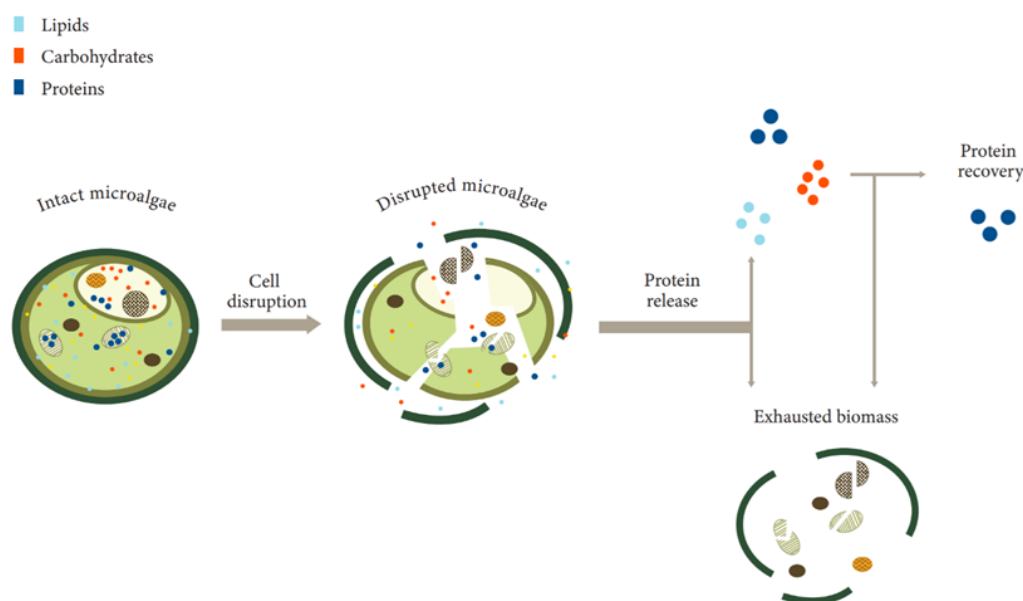 Lipids
Carbohydrates
Proteins
Intact microalgae
Cell
disruption
Disrupted microalgae
Protein
release
Protein
recovery
Exhausted biomass